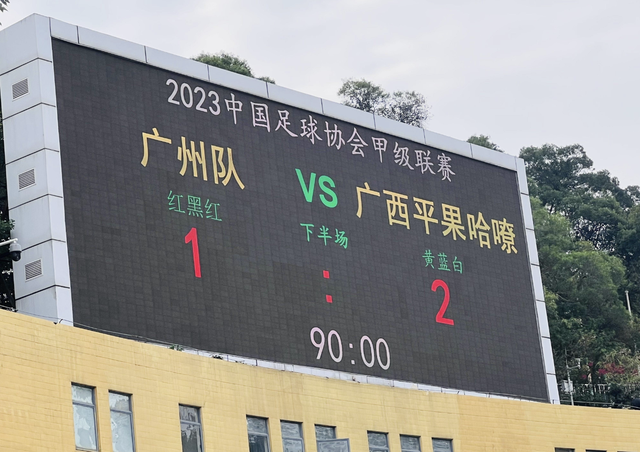 2023中国足球协会甲级联赛
广州队 VS 广西平果哈嘹
红黑红 下半场 黄蓝白
1 : 2
90:00